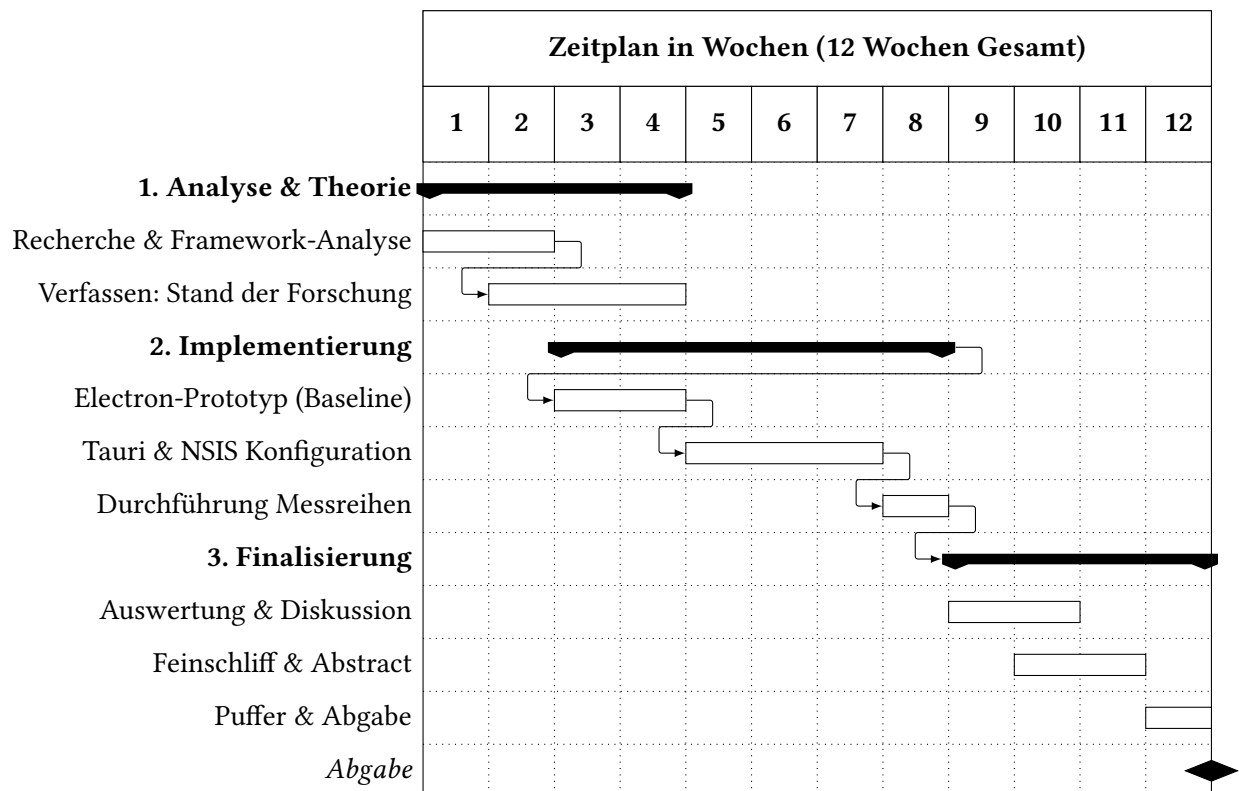 Zeitplan in Wochen (12 Wochen Gesamt)
1 2 3 4 5 6 7 8 9 10 11 12
1. Analyse & Theorie
Recherche & Framework-Analyse
Verfassen: Stand der Forschung
2. Implementierung
Electron-Prototyp (Baseline)
Tauri & NSIS Konfiguration
Durchführung Messreihen
3. Finalisierung
Auswertung & Diskussion
Feinschliff & Abstract
Puffer & Abgabe
Abgabe